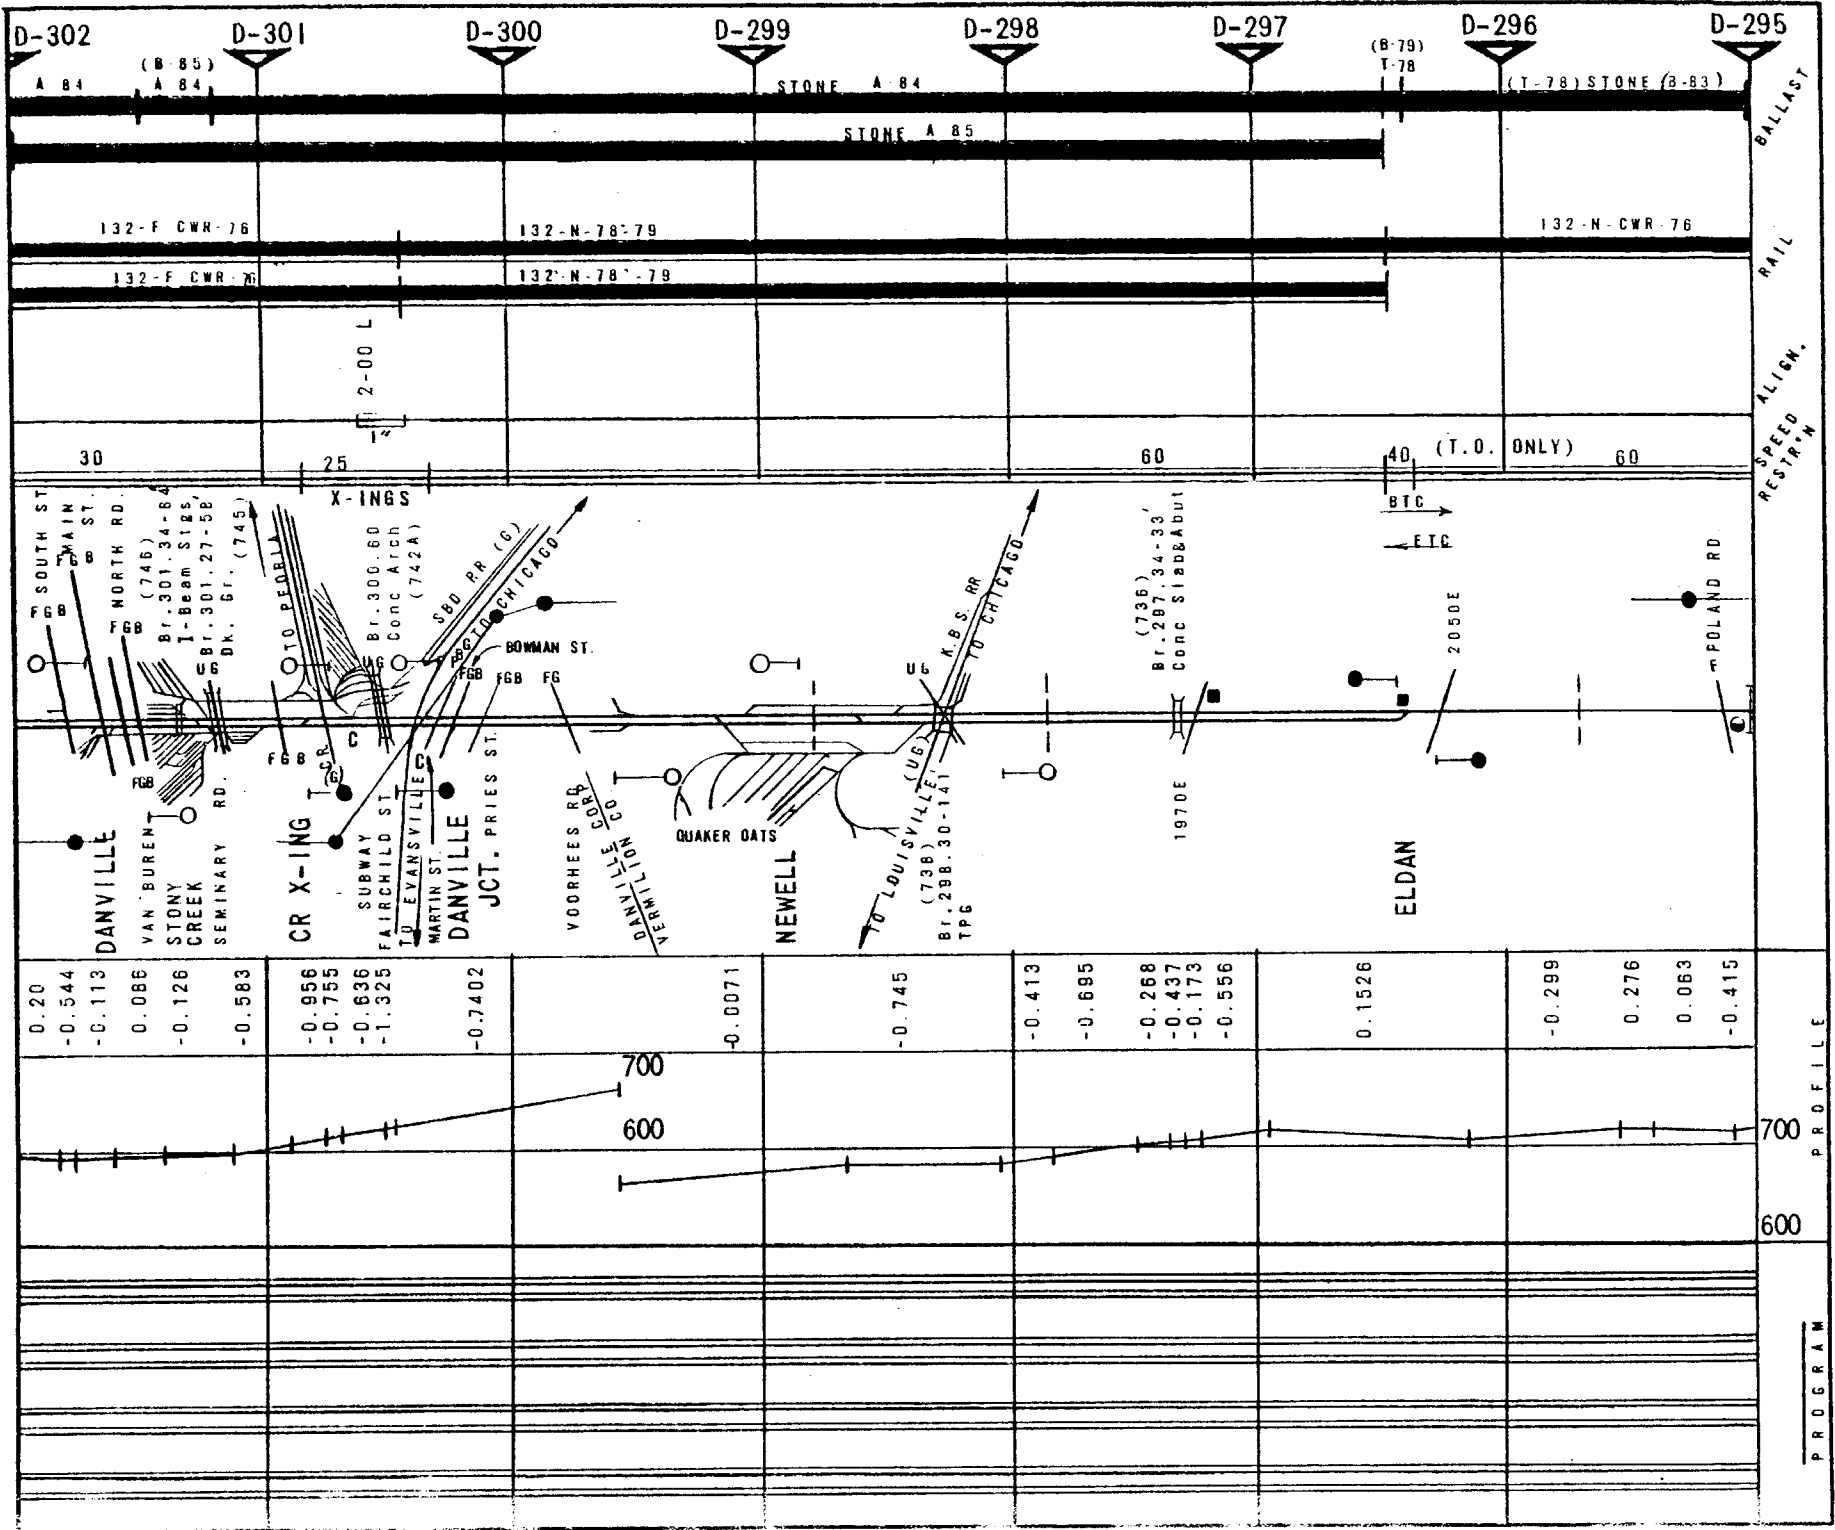 D-302 D-301 D-300 D-299 D-298 D-297 D-296 D-295
(B-85)
A 84 A 84
STONE A 84
(B-79)
T-78
(T-78) STONE (B-83)
BALLAST
STONE A 85
132-F CWR-76 132-N-78-79 132-N-CWR-76
RAIL
132-F CWR-76 132-N-78-79
2-00 L
1"
ALIGN.
30 25 60 40 (T.O. ONLY) 60
SPEED
RESTR'N
X-INGS
BTC
ETC
SOUTH ST.
FGB
MAIN ST.
FGB
NORTH RD.
FGB
(746)
Br.301.34-84'
I-Beam Stgs
Br.301.27-58'
Dk. Gr. (745)
UG
TO PEORIA
Br.300.60
Conc Arch
(742A)
UG
SBD RR (G)
TO CHICAGO
BOWMAN ST.
FGB
FGB
FG
K.B.S. RR
TO CHICAGO
UG
(736)
Br.297.34-33'
Conc Slab&Abut
2050E
POLAND RD
F
FGB
FGB
C
CR
(G)
C
DANVILLE
VAN BUREN
STONY
CREEK
SEMINARY RD.
CR X-ING
SUBWAY
FAIRCHILD ST.
TO EVANSVILLE
MARTIN ST.
DANVILLE
JCT.
PRIES ST.
VOORHEES RD.
DANVILLE CORP.
VERMILION CO
QUAKER OATS
NEWELL
TO LOUISVILLE (UG)
(738)
Br.298.30-141'
TPG
1970E
ELDAN
0.20
-0.544
-0.113
0.086
-0.126
-0.583
-0.956
-0.755
-0.636
-1.325
-0.7402
-0.0071
-0.745
-0.413
-0.695
-0.268
-0.437
-0.173
-0.556
0.1526
-0.299
0.276
0.063
-0.415
700
600
700
600
PROFILE
PROGRAM